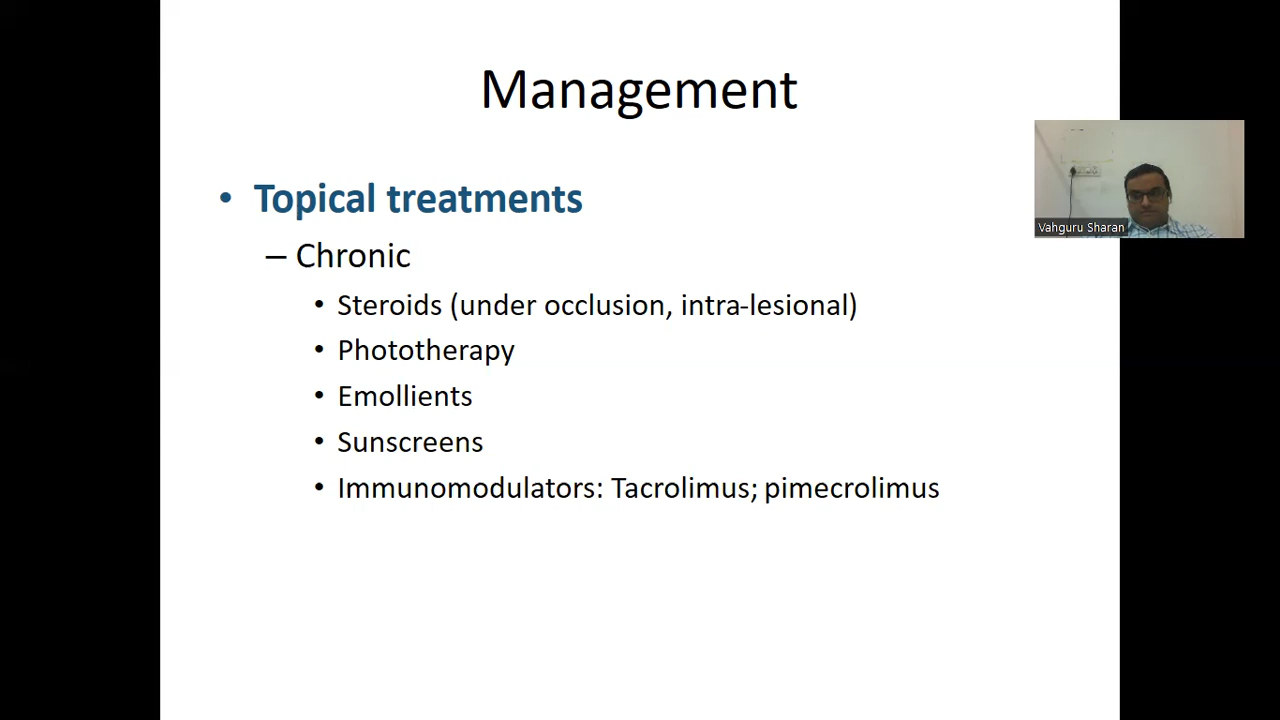 Management
• Topical treatments
– Chronic
• Steroids (under occlusion, intra-lesional)
• Phototherapy
• Emollients
• Sunscreens
• Immunomodulators: Tacrolimus; pimecrolimus
Vahguru Sharan